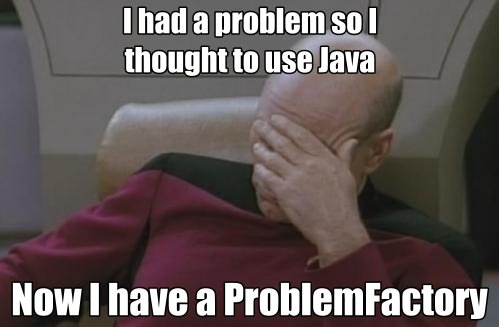 I had a problem so I
thought to use Java
Now I have a ProblemFactory